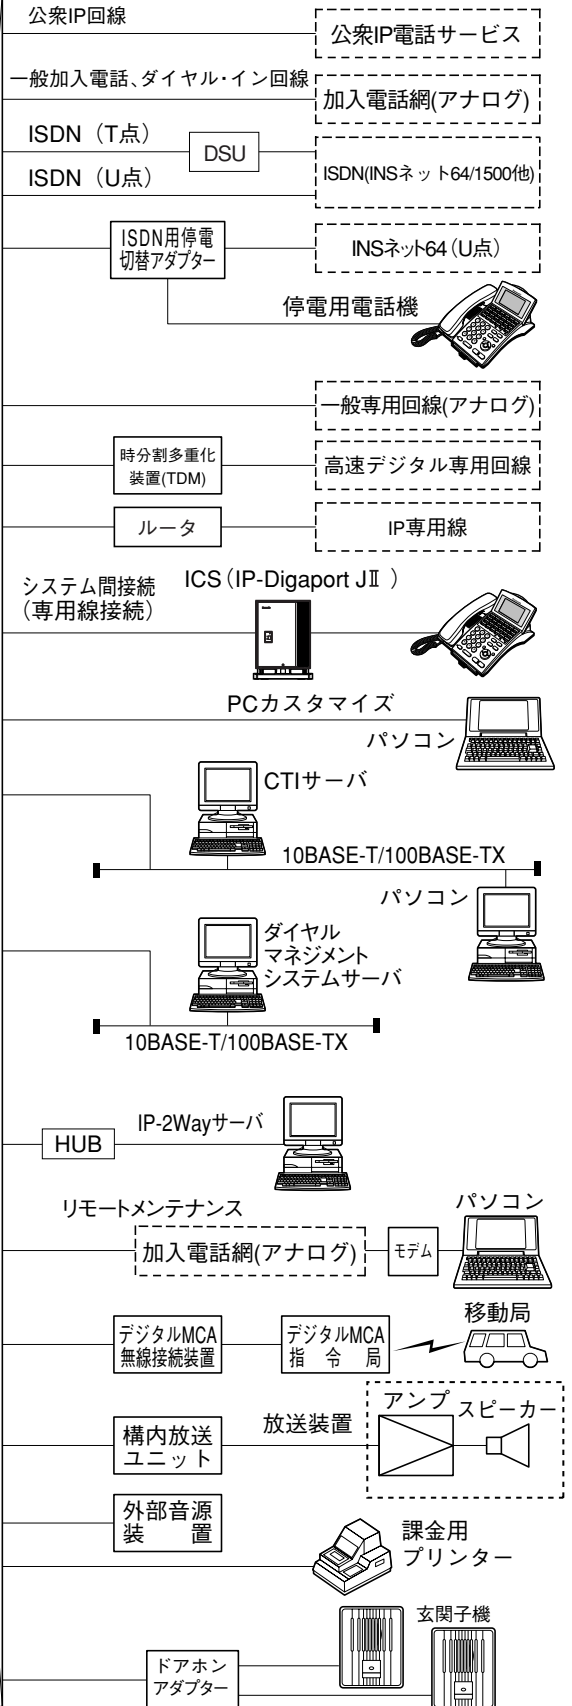 公衆IP回線
公衆IP電話サービス
一般加入電話、ダイヤル・イン回線
加入電話網(アナログ)
ISDN（T点）
DSU
ISDN（U点）
ISDN(INSネット64/1500他)
ISDN用停電
切替アダプター
INSネット64（U点）
停電用電話機
一般専用回線(アナログ)
時分割多重化
装置(TDM)
高速デジタル専用回線
ルータ
IP専用線
システム間接続
（専用線接続）
ICS（IP-Digaport JⅡ ）
PCカスタマイズ
パソコン
CTIサーバ
10BASE-T/100BASE-TX
パソコン
ダイヤル
マネジメント
システムサーバ
10BASE-T/100BASE-TX
HUB
IP-2Wayサーバ
リモートメンテナンス
加入電話網(アナログ)
モデム
パソコン
デジタルMCA
無線接続装置
デジタルMCA
指 令 局
移動局
構内放送
ユニット
放送装置
アンプ
スピーカー
外部音源
装 置
課金用
プリンター
玄関子機
ドアホン
アダプター